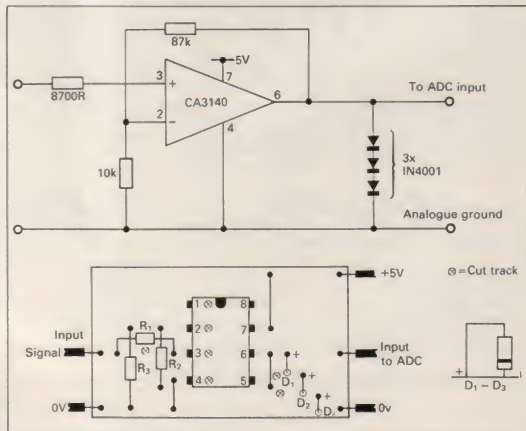 87k
5V
8700R
3
+
7
CA3140
6
To ADC input
2
−
4
3x
IN4001
10k
Analogue ground
+5V
⊗=Cut track
1
8
Input
Signal
R₁
2
7
3
6
Input
to ADC
R₃
R₂
4
5
+
D₁
+
D₂
+
0V
0v
+
D₁ – D₃